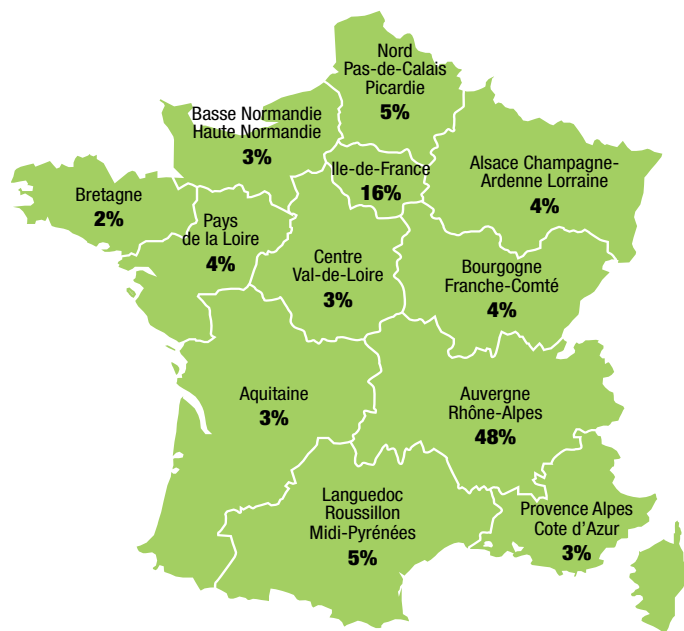 Nord
Pas-de-Calais
Picardie
5%
Basse Normandie
Haute Normandie
3%
Ile-de-France
16%
Alsace Champagne-
Ardenne Lorraine
4%
Bretagne
2%
Pays
de la Loire
4%
Centre
Val-de-Loire
3%
Bourgogne
Franche-Comté
4%
Aquitaine
3%
Auvergne
Rhône-Alpes
48%
Languedoc
Roussillon
Midi-Pyrénées
5%
Provence Alpes
Cote d'Azur
3%